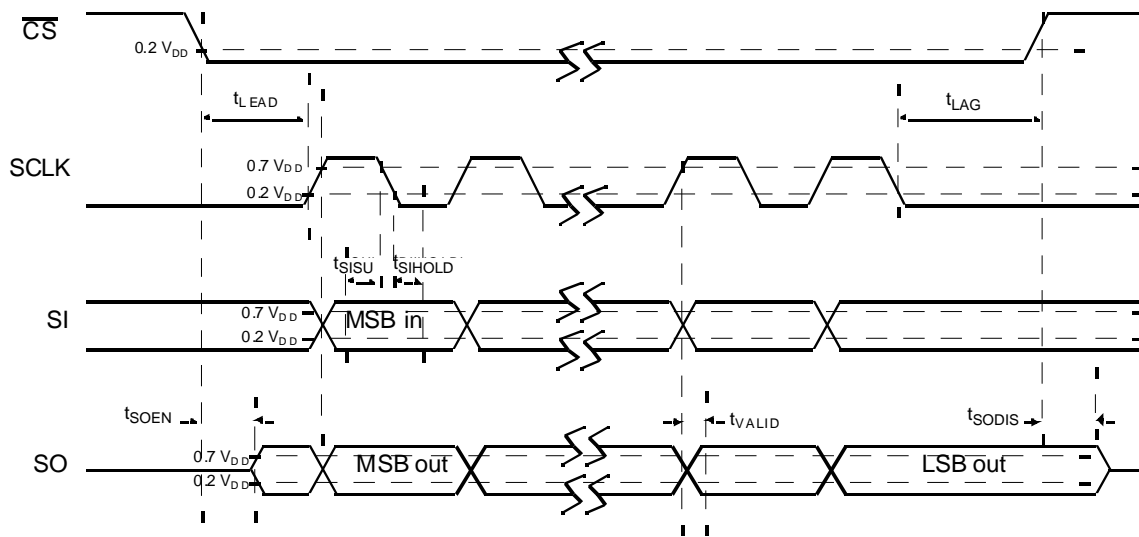 CS
0.2 VDD
tLEAD
tLAG
SCLK
0.7 VDD
0.2 VDD
tSISU
tSIHOLD
SI
0.7 VDD
0.2 VDD
MSB in
tSOEN
tVALID
tSODIS
SO
0.7 VDD
0.2 VDD
MSB out
LSB out